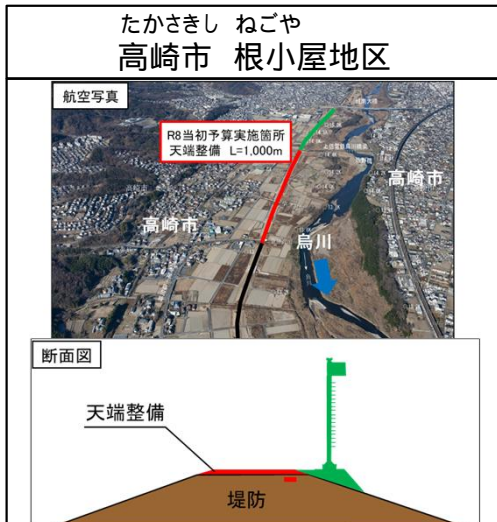 たかさきし ねごや
高崎市 根小屋地区
航空写真
R8当初予算実施箇所
天端整備 L=1,000m
高崎市
高崎市
烏川
断面図
天端整備
堤防